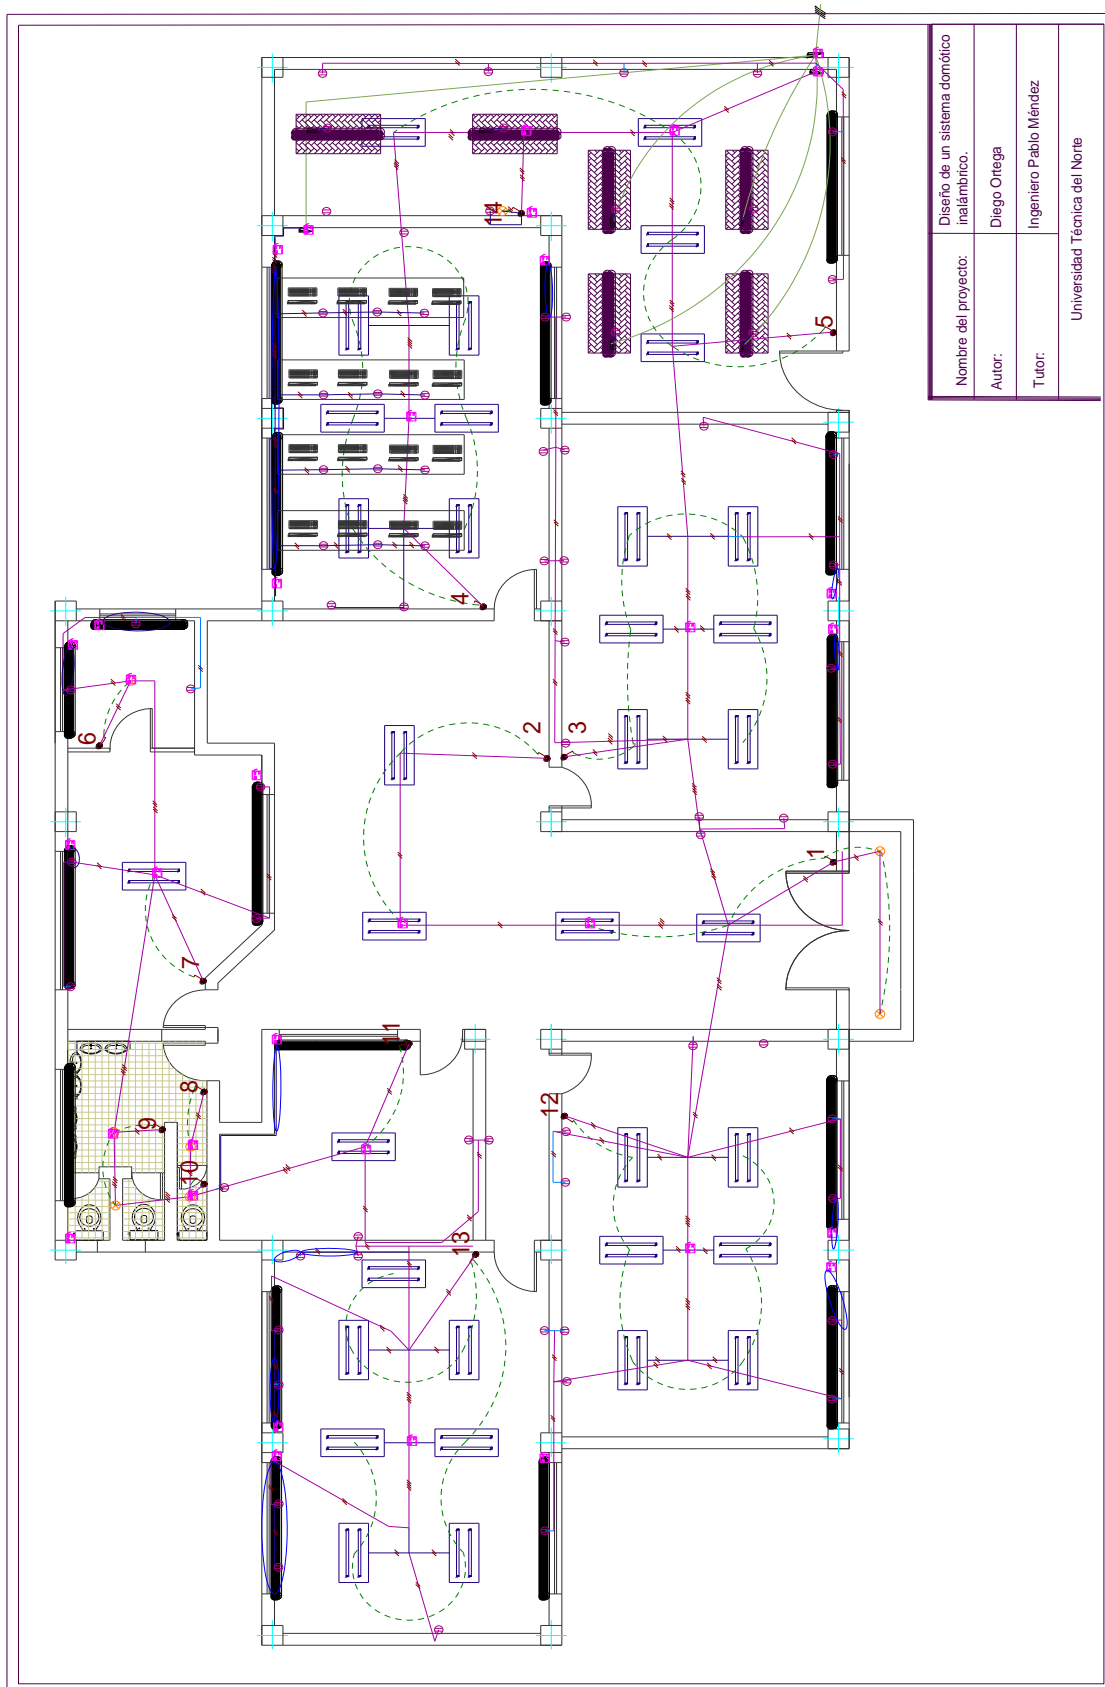 Nombre del proyecto:
Diseño de un sistema domótico
inalámbrico.
Autor:
Diego Ortega
Tutor:
Ingeniero Pablo Méndez
Universidad Técnica del Norte
1
2
3
4
5
6
7
8
9
10
11
12
13
14